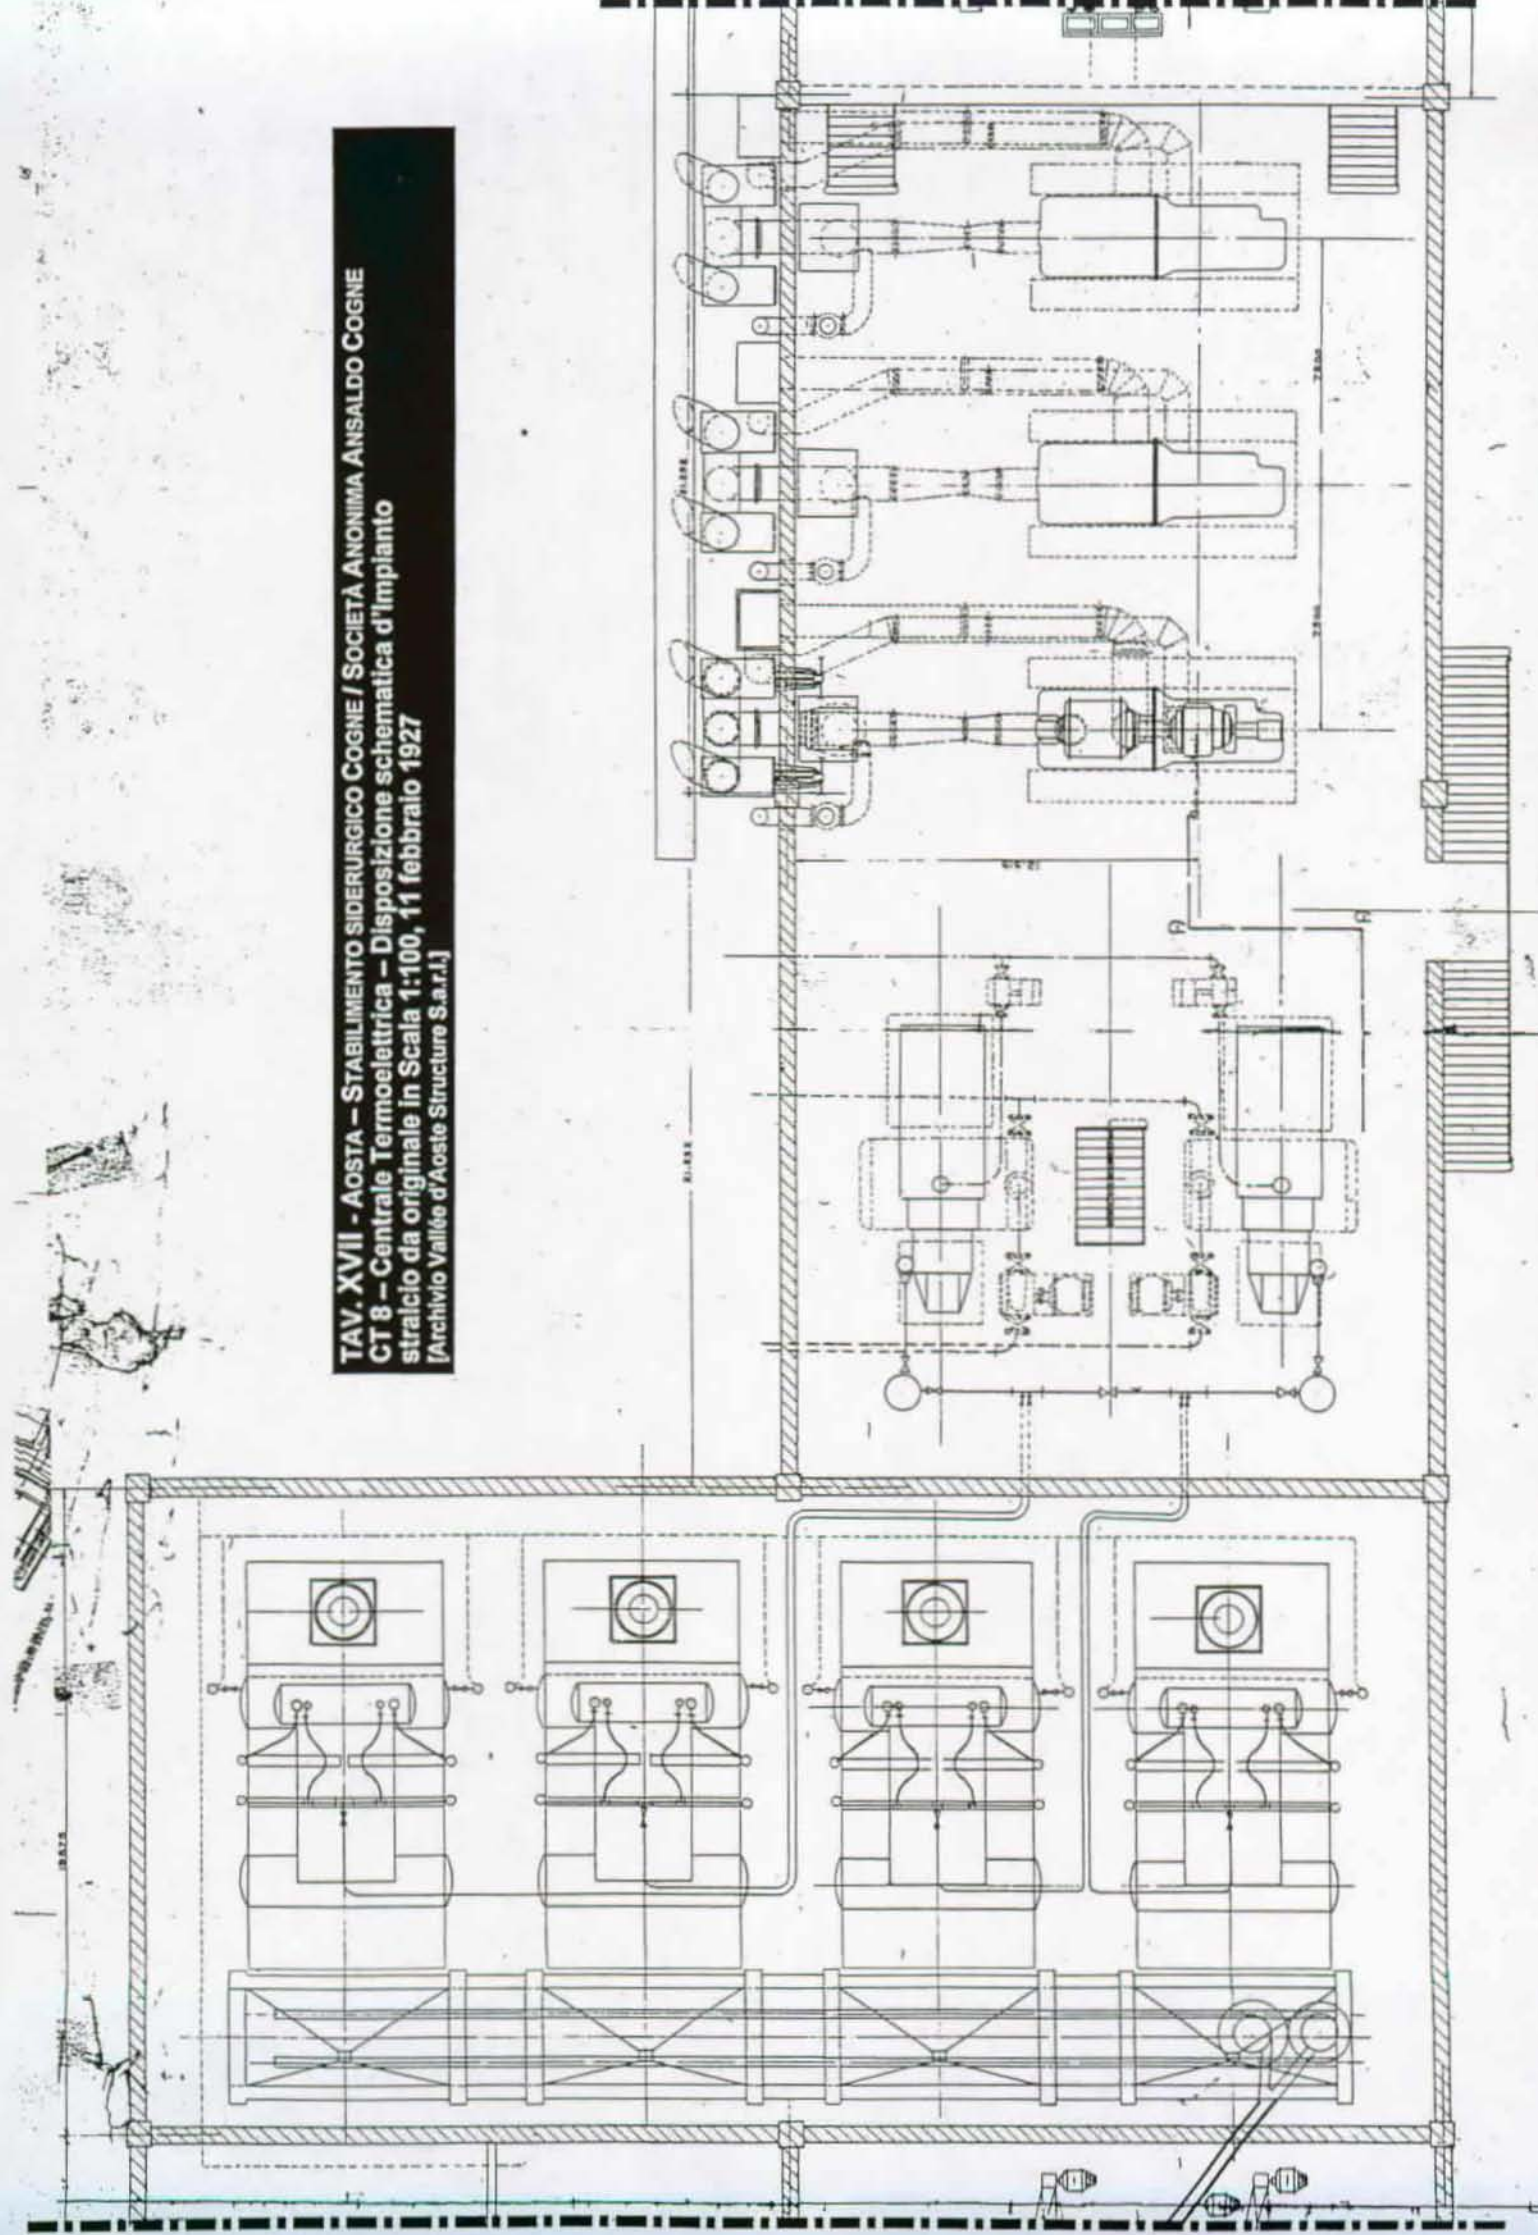 TAV. XVII - AOSTA – STABILIMENTO SIDERURGICO COGNE / SOCIETÀ ANONIMA ANSALDO COGNE
CT 8 – Centrale Termoelettrica – Disposizione schematica d'Impianto
stralcio da originale in Scala 1:100, 11 febbraio 1927
[Archivio Vallée d'Aoste Structure S.a.r.l.]